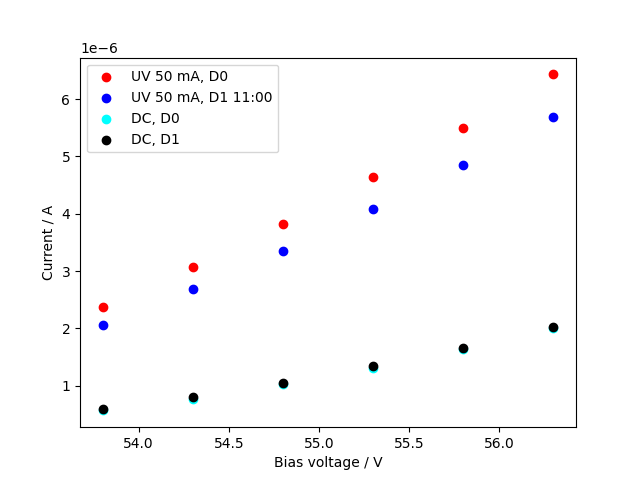 1e−6
UV 50 mA, D0
UV 50 mA, D1 11:00
DC, D0
DC, D1
6
5
4
3
2
1
Current / A
54.0 54.5 55.0 55.5 56.0
Bias voltage / V